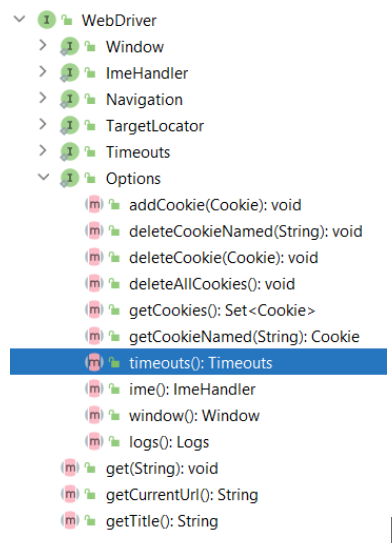 WebDriver
Window
ImeHandler
Navigation
TargetLocator
Timeouts
Options
addCookie(Cookie): void
deleteCookieNamed(String): void
deleteCookie(Cookie): void
deleteAllCookies(): void
getCookies(): Set<Cookie>
getCookieNamed(String): Cookie
timeouts(): Timeouts
ime(): ImeHandler
window(): Window
logs(): Logs
get(String): void
getCurrentUrl(): String
getTitle(): String